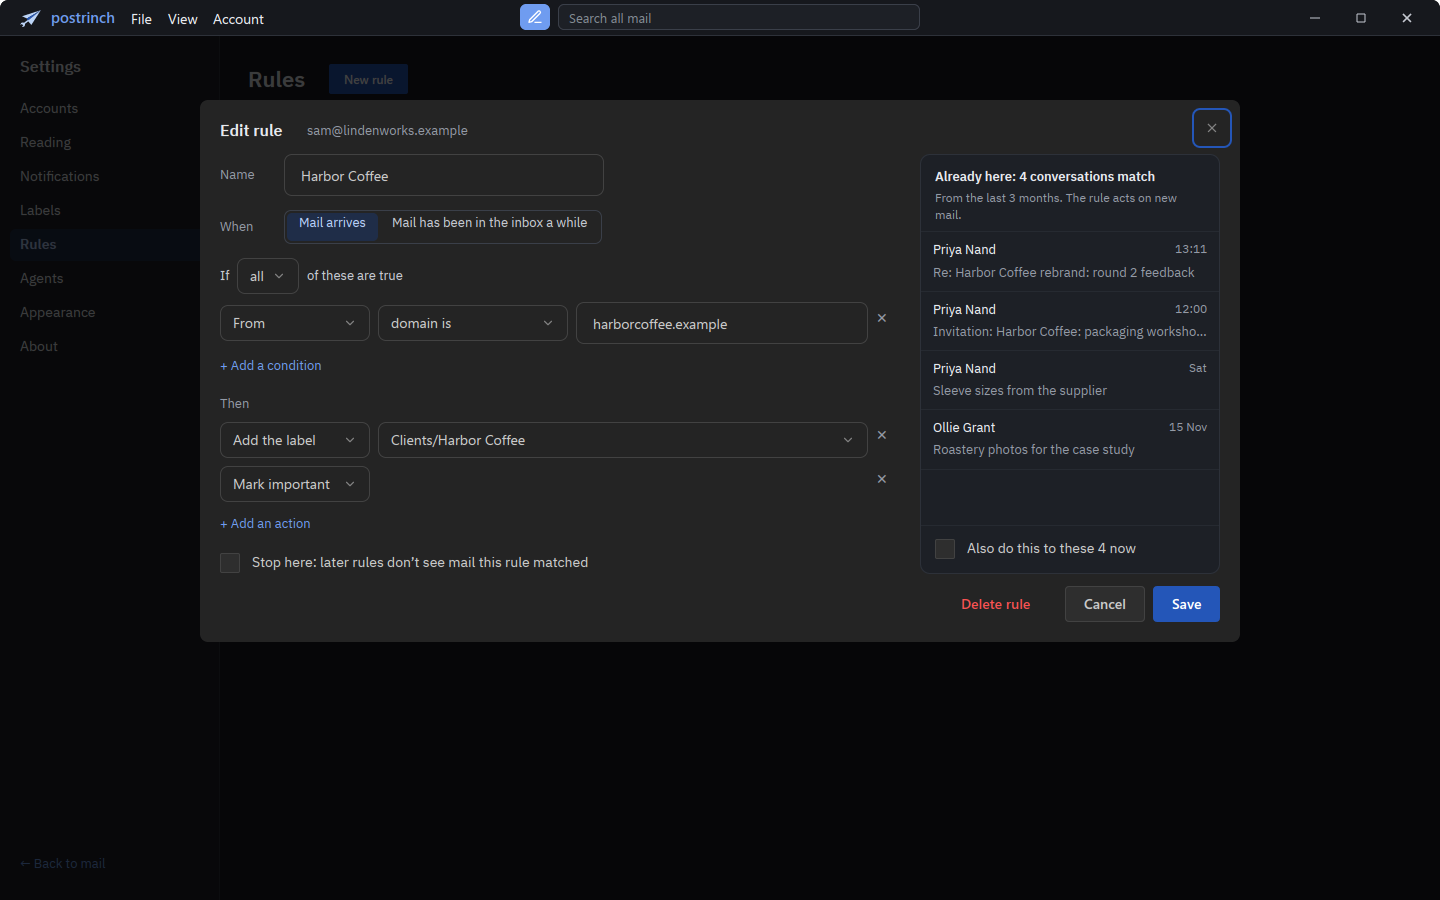 postrinch File View Account
Search all mail
Settings
Accounts
Reading
Notifications
Labels
Rules
Agents
Appearance
About
← Back to mail
Rules
New rule
Edit rule sam@lindenworks.example
Name Harbor Coffee
When Mail arrives Mail has been in the inbox a while
If all of these are true
From domain is harborcoffee.example
+ Add a condition
Then
Add the label Clients/Harbor Coffee
Mark important
+ Add an action
Stop here: later rules don’t see mail this rule matched
Already here: 4 conversations match
From the last 3 months. The rule acts on new
mail.
Priya Nand 13:11
Re: Harbor Coffee rebrand: round 2 feedback
Priya Nand 12:00
Invitation: Harbor Coffee: packaging worksho…
Priya Nand Sat
Sleeve sizes from the supplier
Ollie Grant 15 Nov
Roastery photos for the case study
Also do this to these 4 now
Delete rule Cancel Save